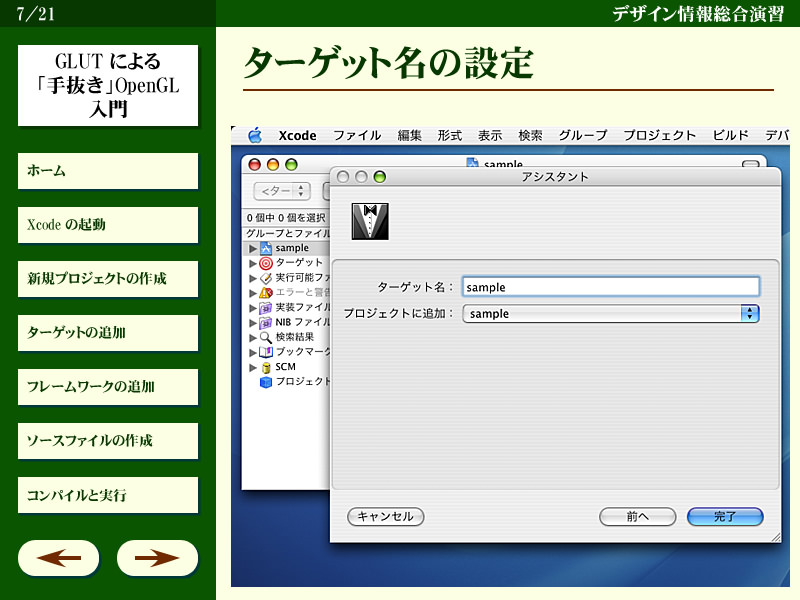 7/21
デザイン情報総合演習
GLUT による
「手抜き」OpenGL
入門
ホーム
Xcode の起動
新規プロジェクトの作成
ターゲットの追加
フレームワークの追加
ソースファイルの作成
コンパイルと実行
ターゲット名の設定
Xcode ファイル 編集 形式 表示 検索 グループ プロジェクト ビルド デバ
sample
<ター
0 個中 0 個を選択
グループとファイル
sample
ターゲット
実行可能ファ
エラーと警告
実装ファイル
NIB ファイル
検索結果
ブックマーク
SCM
プロジェクト
アシスタント
ターゲット名：
sample
プロジェクトに追加：
sample
キャンセル
前へ
完了